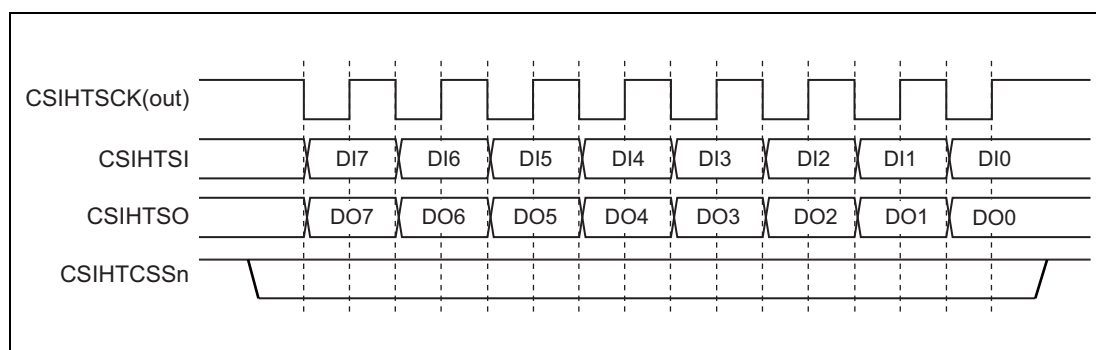 CSIHTSCK(out)
CSIHTSI DI7 DI6 DI5 DI4 DI3 DI2 DI1 DI0
CSIHTSO DO7 DO6 DO5 DO4 DO3 DO2 DO1 DO0
CSIHTCSSn